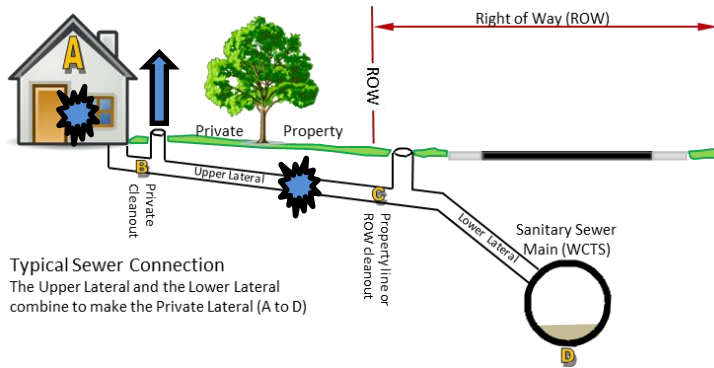 A
Right of Way (ROW)
ROW
Private Property
B
Upper Lateral
Private
Cleanout
C
Property line or
ROW cleanout
Lower Lateral
Sanitary Sewer
Main (WCTS)
D
Typical Sewer Connection
The Upper Lateral and the Lower Lateral
combine to make the Private Lateral (A to D)